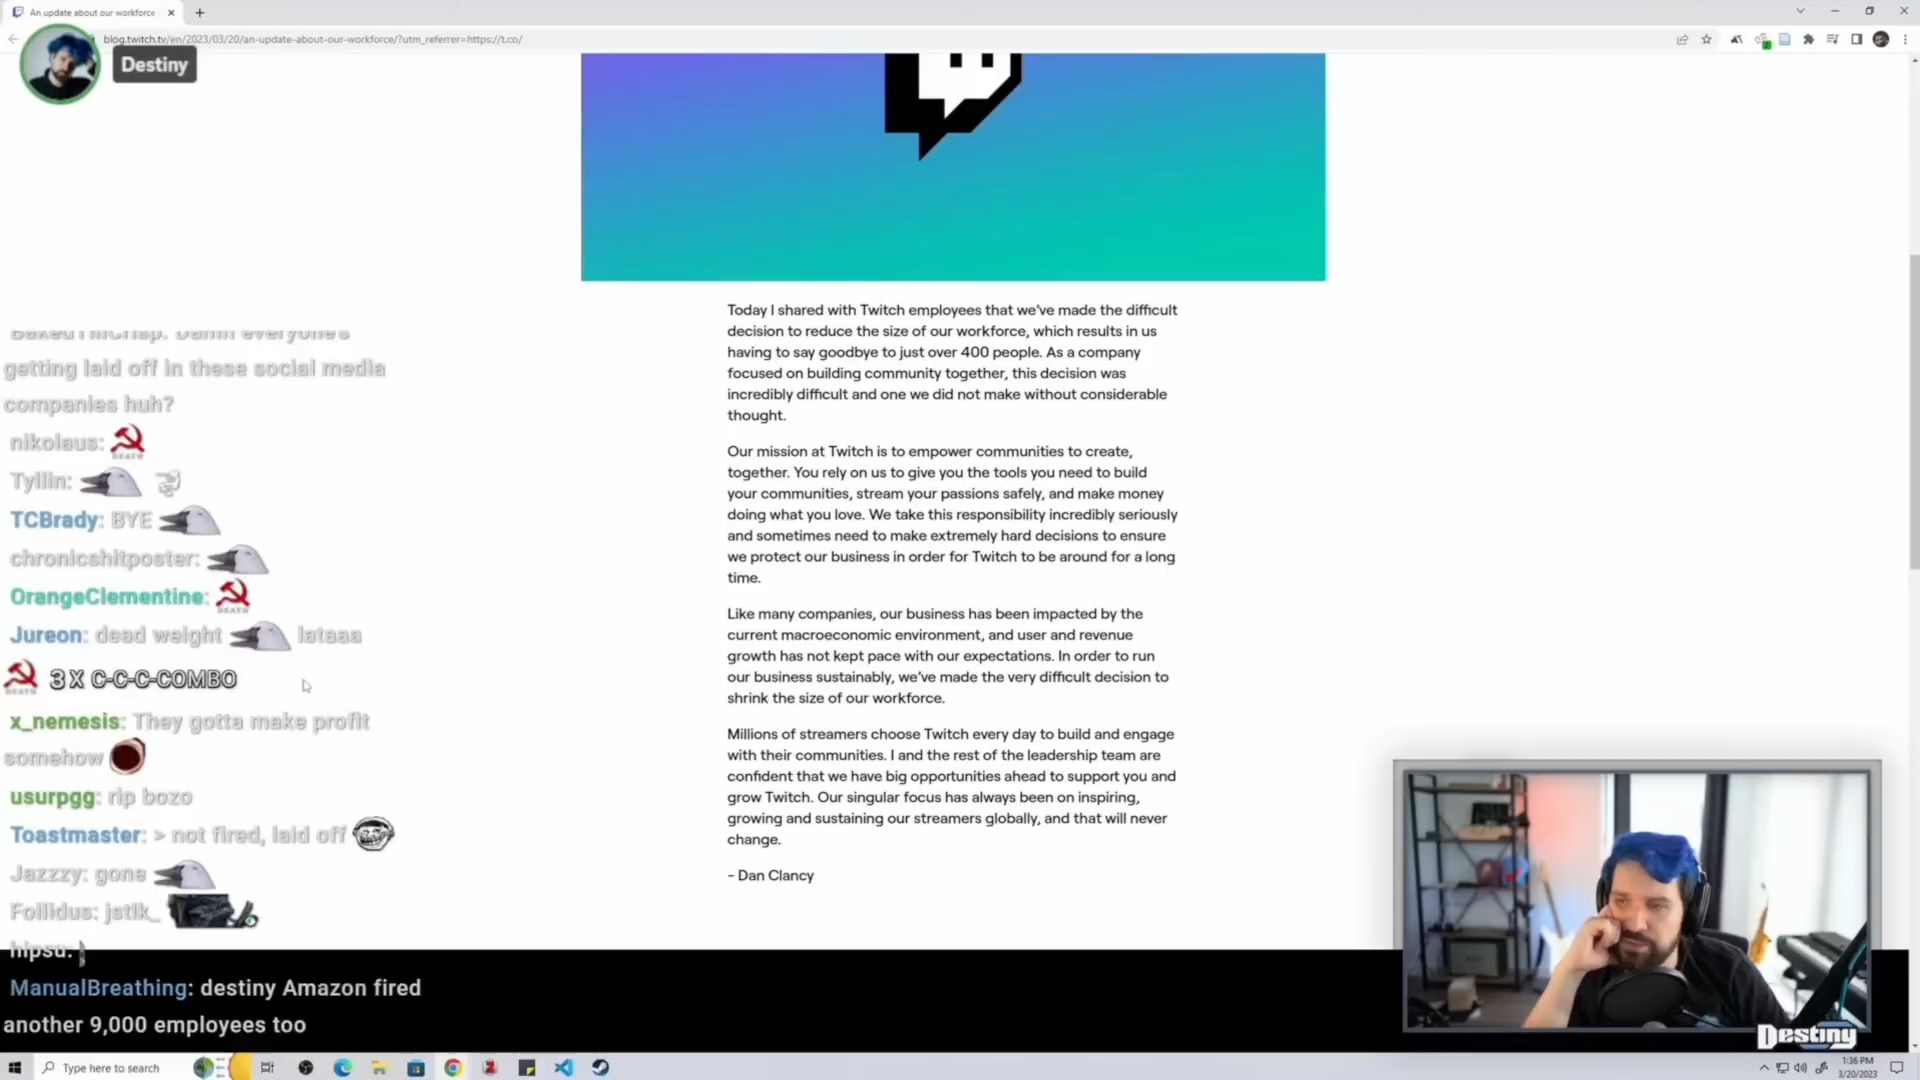 An update about our workforce
blog.twitch.tv/en/2023/03/20/an-update-about-our-workforce/?utm_referrer=https://t.co/
Destiny
Today I shared with Twitch employees that we've made the difficult
decision to reduce the size of our workforce, which results in us
having to say goodbye to just over 400 people. As a company
focused on building community together, this decision was
incredibly difficult and one we did not make without considerable
thought.
Our mission at Twitch is to empower communities to create,
together. You rely on us to give you the tools you need to build
your communities, stream your passions safely, and make money
doing what you love. We take this responsibility incredibly seriously
and sometimes need to make extremely hard decisions to ensure
we protect our business in order for Twitch to be around for a long
time.
Like many companies, our business has been impacted by the
current macroeconomic environment, and user and revenue
growth has not kept pace with our expectations. In order to run
our business sustainably, we've made the very difficult decision to
shrink the size of our workforce.
Millions of streamers choose Twitch every day to build and engage
with their communities. I and the rest of the leadership team are
confident that we have big opportunities ahead to support you and
grow Twitch. Our singular focus has always been on inspiring,
growing and sustaining our streamers globally, and that will never
change.
- Dan Clancy
Damn everyone's
getting laid off in these social media
companies huh?
nikolaus: DEATH
Tyllin:
TCBrady: BYE
chronicshitposter:
OrangeClementine: DEATH
Jureon: dead weight lataaa
DEATH 3 X C-C-C-COMBO
x_nemesis: They gotta make profit
somehow
usurpgg: rip bozo
Toastmaster: > not fired, laid off
Jazzzy: gone
Follidus: jstlk_
hipsu:
ManualBreathing: destiny Amazon fired
another 9,000 employees too
Destiny
Type here to search
1:36 PM
3/20/2023